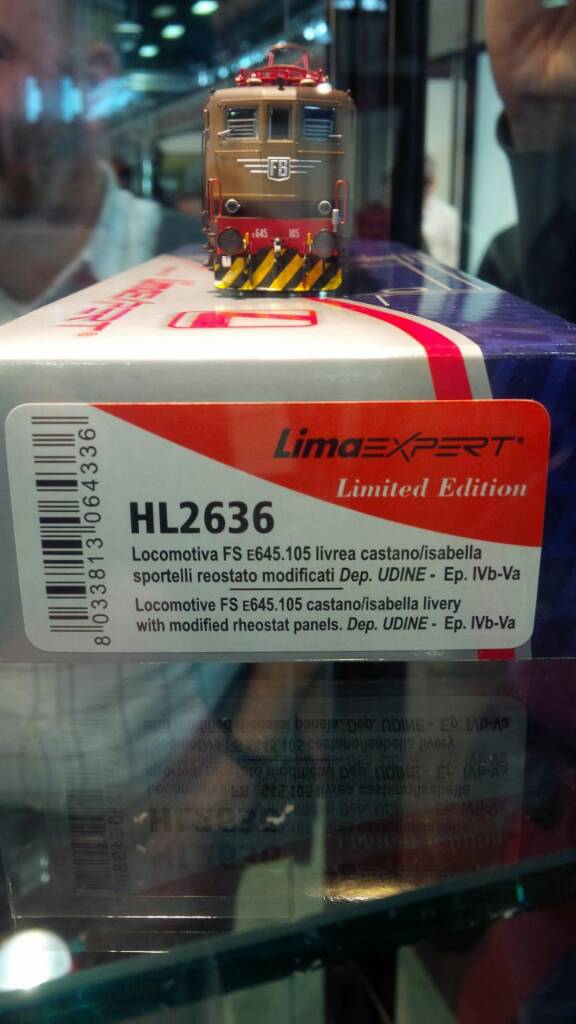 FS
E645 105
Lima EXPERT
LimaEXPERT
Limited Edition
8 033813 064336
HL2636
Locomotiva FS E645.105 livrea castano/isabella
sportelli reostato modificati Dep. UDINE - Ep. IVb-Va
Locomotive FS E645.105 castano/isabella livery
with modified rheostat panels. Dep. UDINE - Ep. IVb-Va